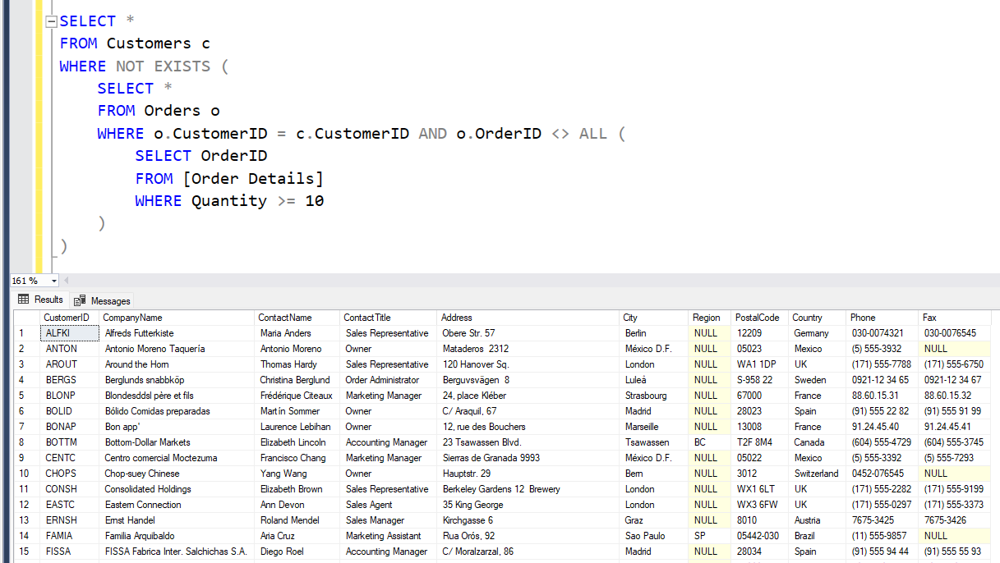 SELECT *
FROM Customers c
WHERE NOT EXISTS (
SELECT *
FROM Orders o
WHERE o.CustomerID = c.CustomerID AND o.OrderID <> ALL (
SELECT OrderID
FROM [Order Details]
WHERE Quantity >= 10
)
)
161 %
Results Messages
CustomerID CompanyName ContactName ContactTitle Address City Region PostalCode Country Phone Fax
1 ALFKI Alfreds Futterkiste Maria Anders Sales Representative Obere Str. 57 Berlin NULL 12209 Germany 030-0074321 030-0076545
2 ANTON Antonio Moreno Taquería Antonio Moreno Owner Mataderos 2312 México D.F. NULL 05023 Mexico (5) 555-3932 NULL
3 AROUT Around the Horn Thomas Hardy Sales Representative 120 Hanover Sq. London NULL WA1 1DP UK (171) 555-7788 (171) 555-6750
4 BERGS Berglunds snabbköp Christina Berglund Order Administrator Berguvsvägen 8 Luleå NULL S-958 22 Sweden 0921-12 34 65 0921-12 34 67
5 BLONP Blondesddsl père et fils Frédérique Citeaux Marketing Manager 24, place Kléber Strasbourg NULL 67000 France 88.60.15.31 88.60.15.32
6 BOLID Bólido Comidas preparadas Martín Sommer Owner C/ Araquil, 67 Madrid NULL 28023 Spain (91) 555 22 82 (91) 555 91 99
7 BONAP Bon app' Laurence Lebihan Owner 12, rue des Bouchers Marseille NULL 13008 France 91.24.45.40 91.24.45.41
8 BOTTM Bottom-Dollar Markets Elizabeth Lincoln Accounting Manager 23 Tsawassen Blvd. Tsawassen BC T2F 8M4 Canada (604) 555-4729 (604) 555-3745
9 CENTC Centro comercial Moctezuma Francisco Chang Marketing Manager Sierras de Granada 9993 México D.F. NULL 05022 Mexico (5) 555-3392 (5) 555-7293
10 CHOPS Chop-suey Chinese Yang Wang Owner Hauptstr. 29 Bern NULL 3012 Switzerland 0452-076545 NULL
11 CONSH Consolidated Holdings Elizabeth Brown Sales Representative Berkeley Gardens 12 Brewery London NULL WX1 6LT UK (171) 555-2282 (171) 555-9199
12 EASTC Eastern Connection Ann Devon Sales Agent 35 King George London NULL WX3 6FW UK (171) 555-0297 (171) 555-3373
13 ERNSH Ernst Handel Roland Mendel Sales Manager Kirchgasse 6 Graz NULL 8010 Austria 7675-3425 7675-3426
14 FAMIA Familia Arquibaldo Aria Cruz Marketing Assistant Rua Orós, 92 Sao Paulo SP 05442-030 Brazil (11) 555-9857 NULL
15 FISSA FISSA Fabrica Inter. Salchichas S.A. Diego Roel Accounting Manager C/ Moralzarzal, 86 Madrid NULL 28034 Spain (91) 555 94 44 (91) 555 55 93